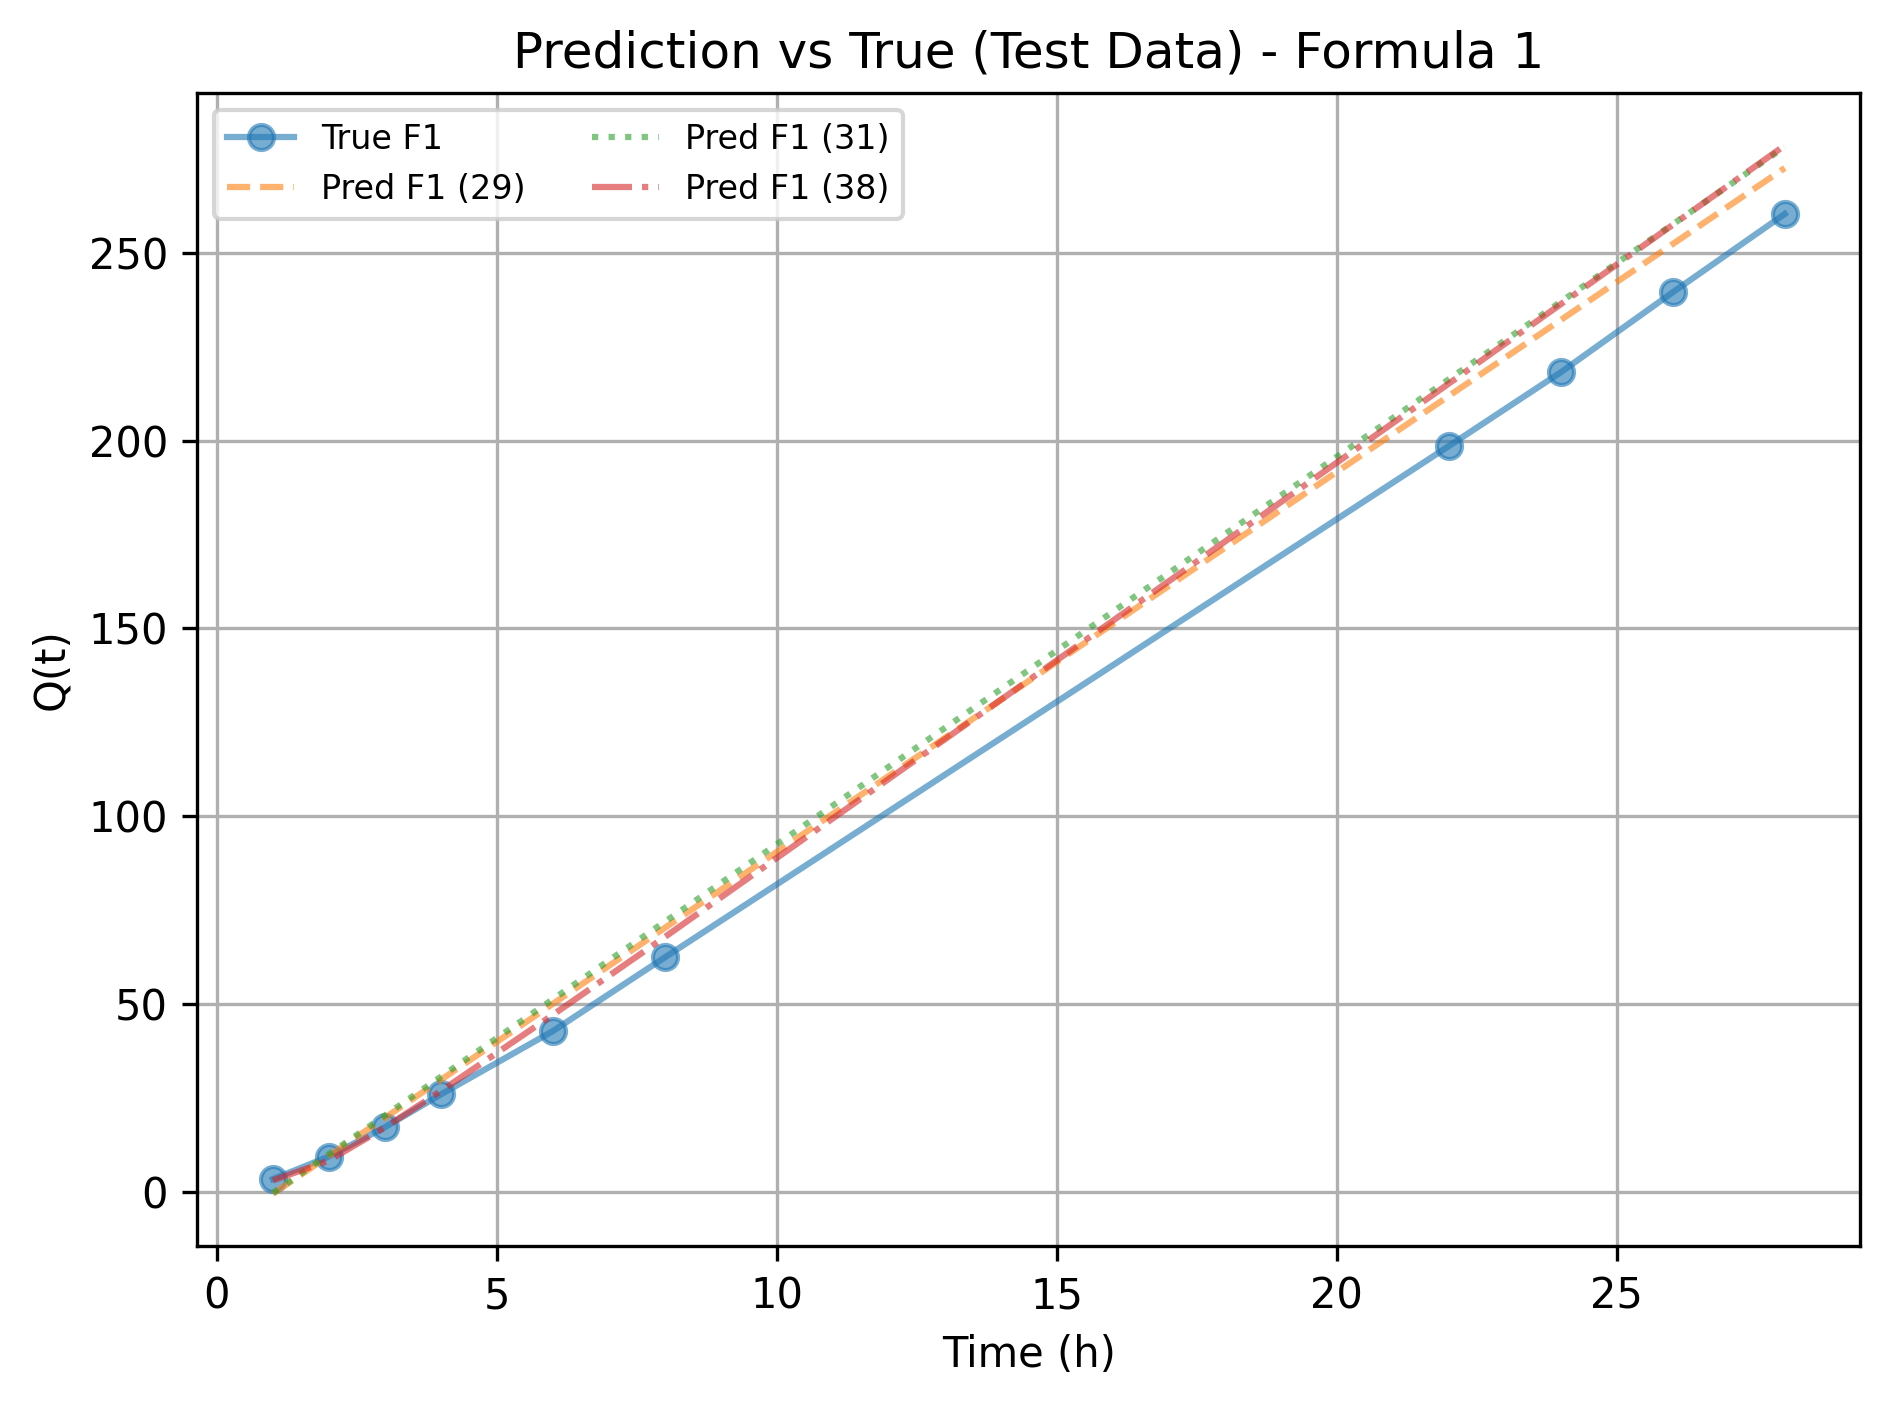 Prediction vs True (Test Data) - Formula 1
True F1
Pred F1 (29)
Pred F1 (31)
Pred F1 (38)
Q(t)
250
200
150
100
50
0
0 5 10 15 20 25
Time (h)